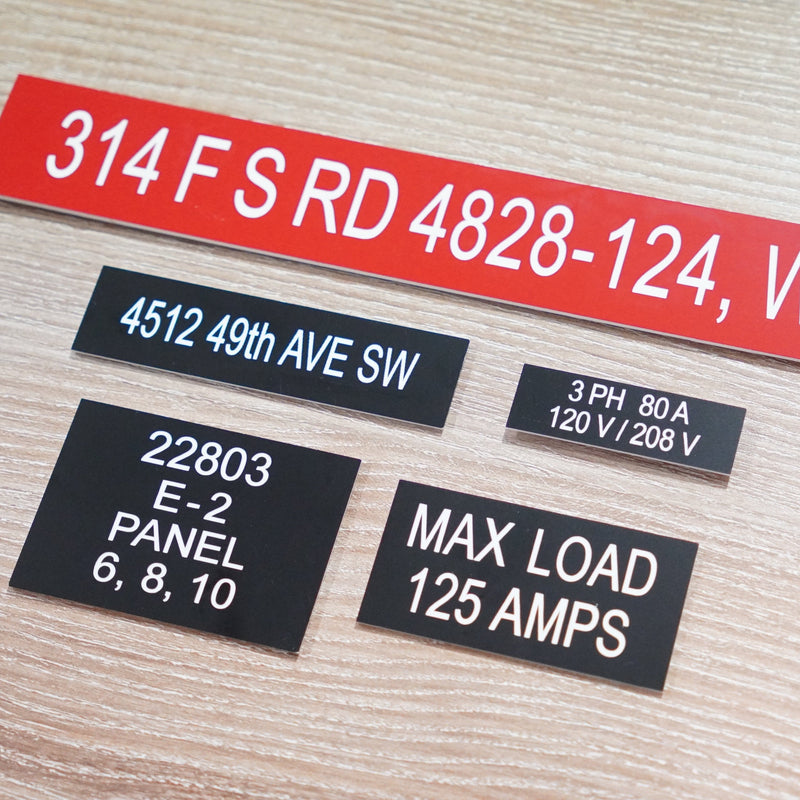 314 F S RD 4828-124,
4512 49th AVE SW
3 PH 80 A
120 V / 208 V
22803
E - 2
PANEL
6, 8, 10
MAX LOAD
125 AMPS